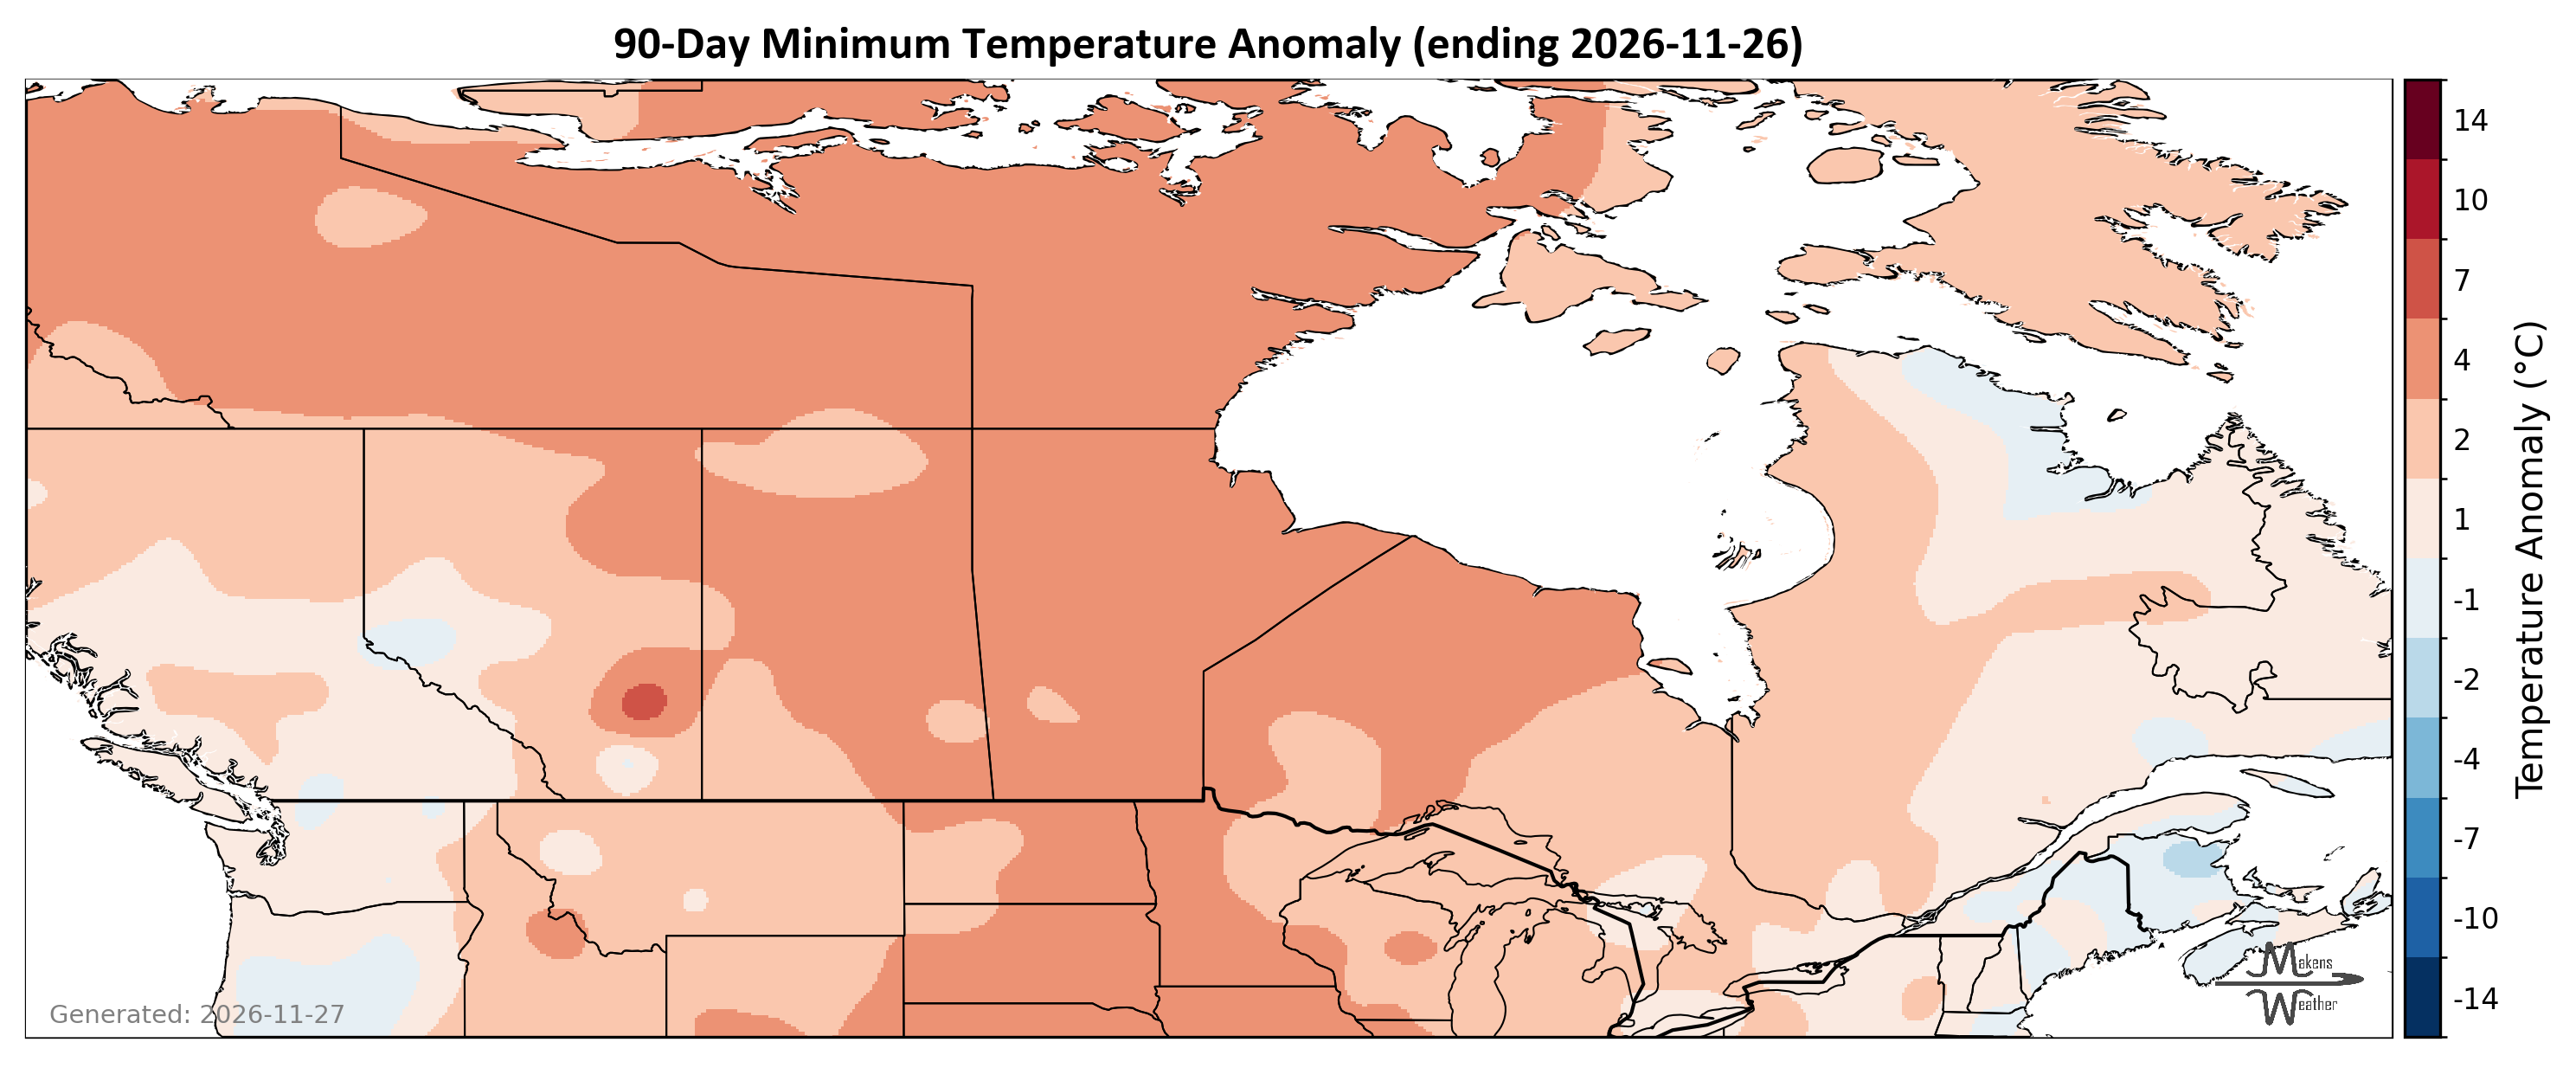 90-Day Minimum Temperature Anomaly (ending 2026-11-26)
14
10
7
4
2
1
-1
-2
-4
-7
-10
-14
Temperature Anomaly (°C)
Generated: 2026-11-27
Makens
Weather